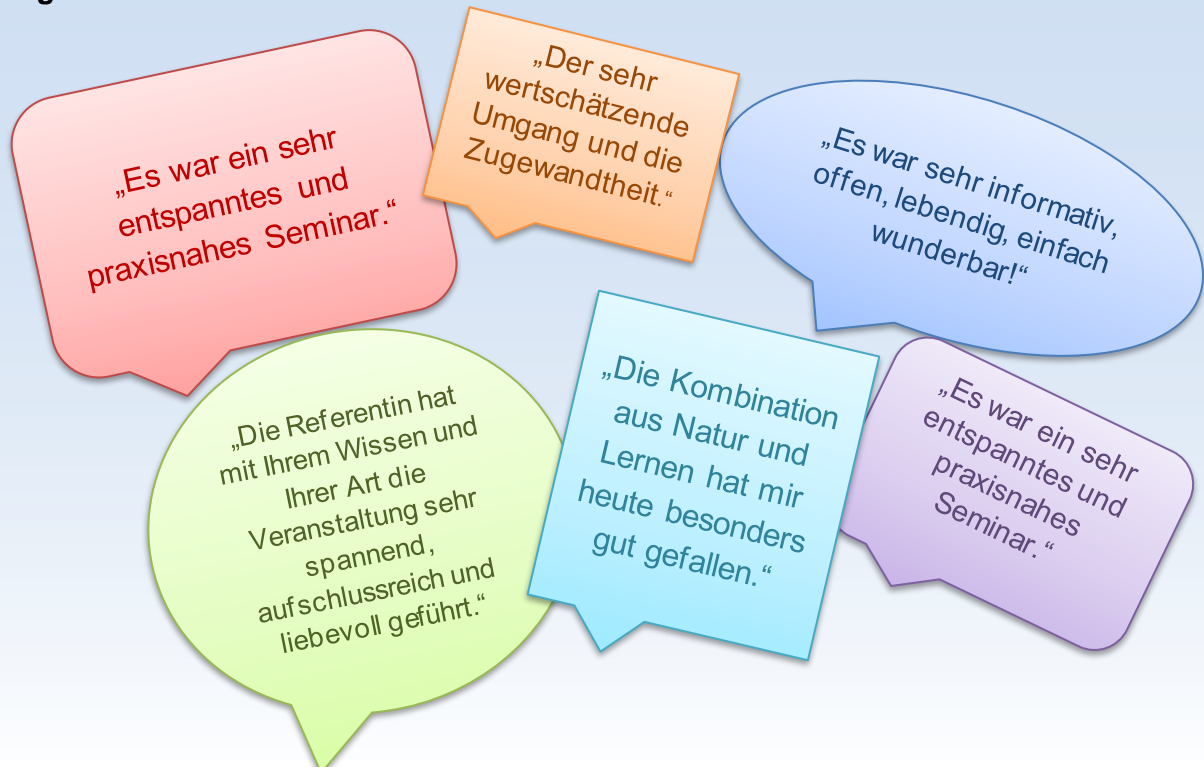 g
„Es war ein sehr
entspanntes und
praxisnahes Seminar.“
„Der sehr
wertschätzende
Umgang und die
Zugewandtheit.“
„Es war sehr informativ,
offen, lebendig, einfach
wunderbar!“
„Die Referentin hat
mit Ihrem Wissen und
Ihrer Art die
Veranstaltung sehr
spannend,
aufschlussreich und
liebevoll geführt.“
„Die Kombination
aus Natur und
Lernen hat mir
heute besonders
gut gefallen.“
„Es war ein sehr
entspanntes und
praxisnahes
Seminar. “